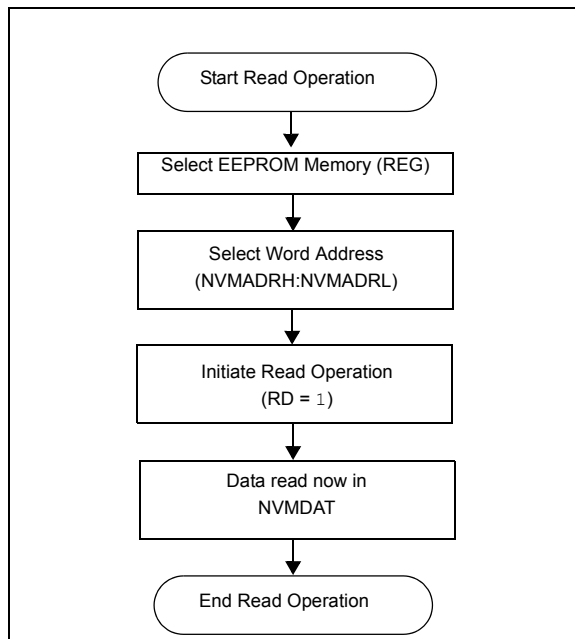 Start Read Operation
Select EEPROM Memory (REG)
Select Word Address
(NVMADRH:NVMADRL)
Initiate Read Operation
(RD = 1)
Data read now in
NVMDAT
End Read Operation